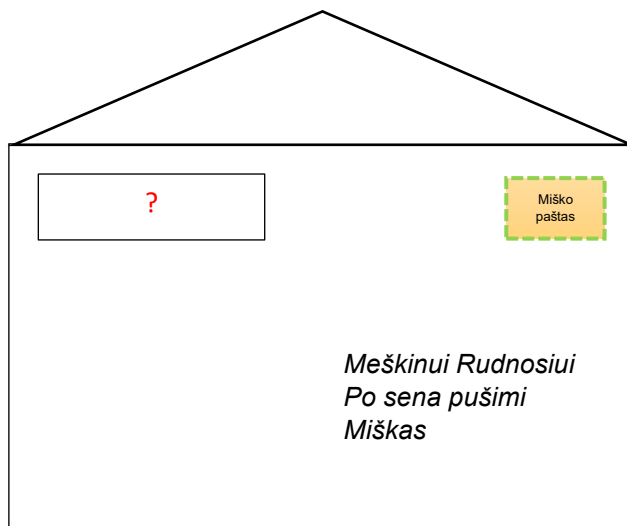 ?
Miško
paštas
Meškinui Rudnosiui
Po sena pušimi
Miškas